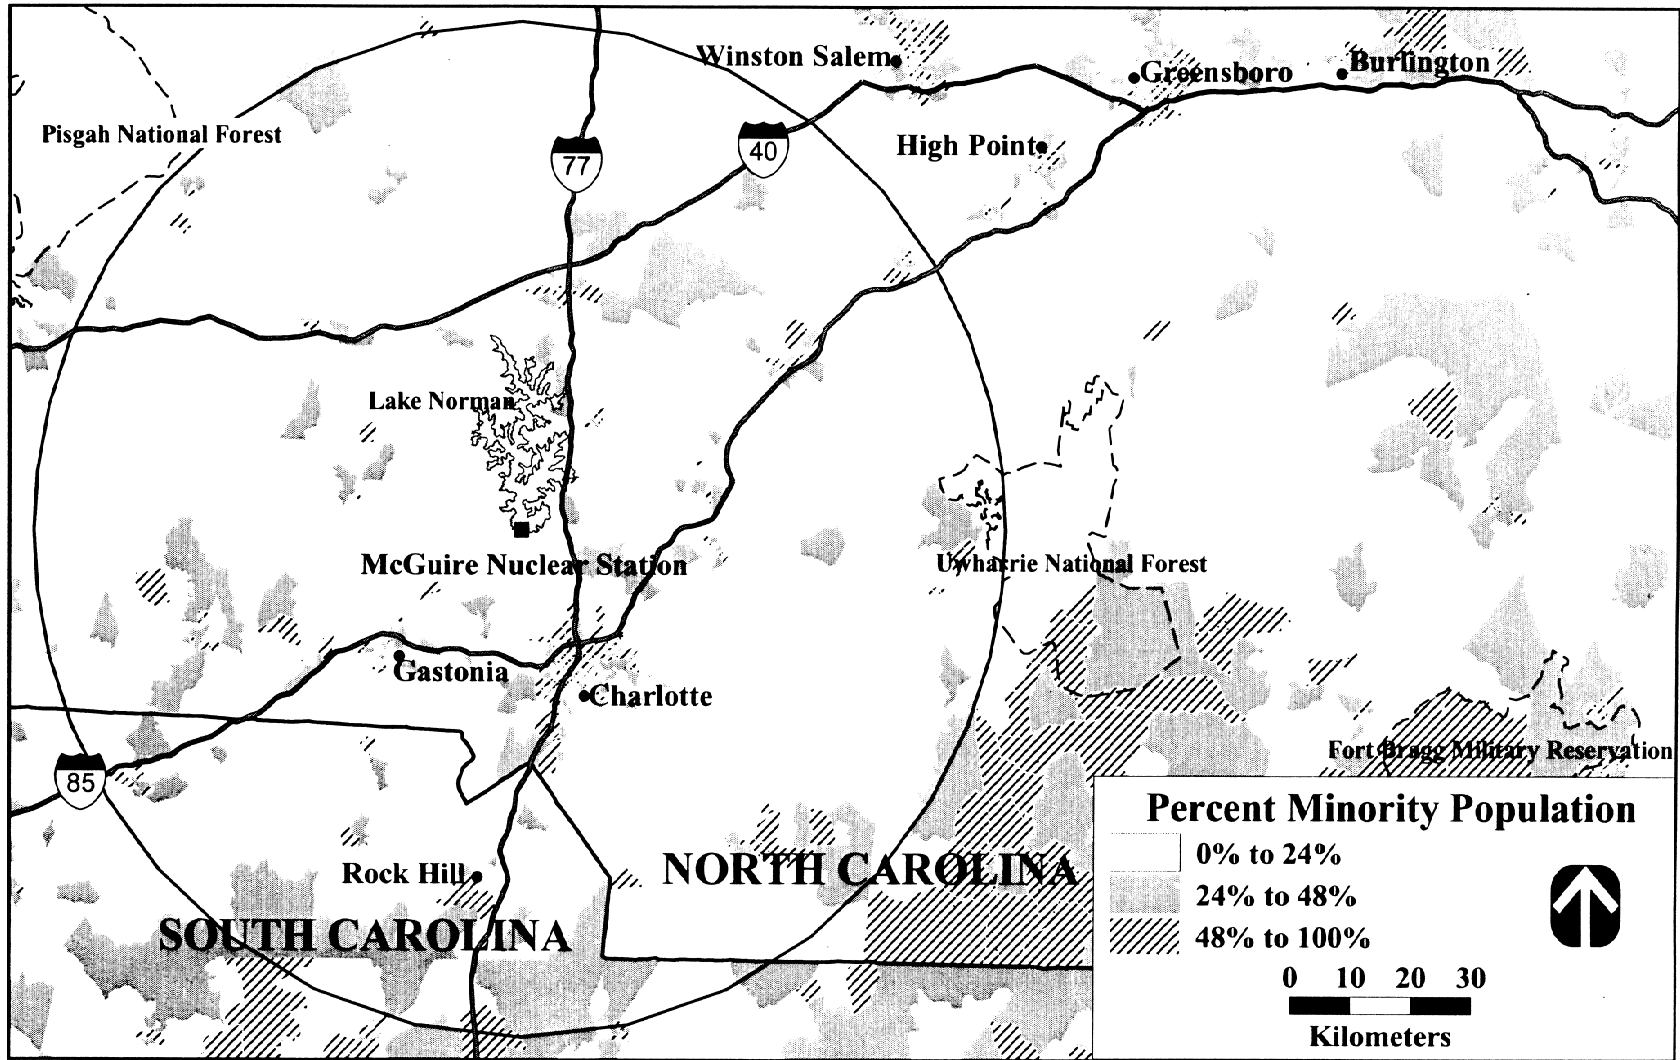 Winston Salem
Greensboro
Burlington
Pisgah National Forest
High Point
77
40
Lake Norman
McGuire Nuclear Station
Uwharrie National Forest
Gastonia
Charlotte
85
Fort Bragg Military Reservation
Rock Hill
NORTH CAROLINA
SOUTH CAROLINA
Percent Minority Population
0% to 24%
24% to 48%
48% to 100%
0 10 20 30
Kilometers